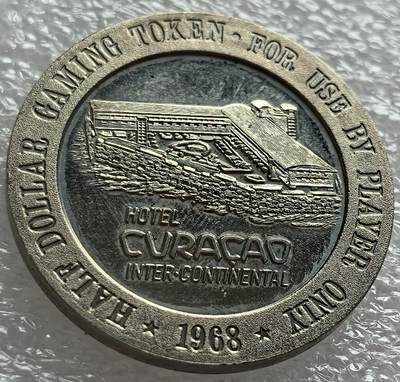 HALF DOLLAR GAMING TOKEN · FOR USE BY PLAYER ONLY
★ 1968 ★
HOTEL
CURAÇAO
INTER·CONTINENTAL